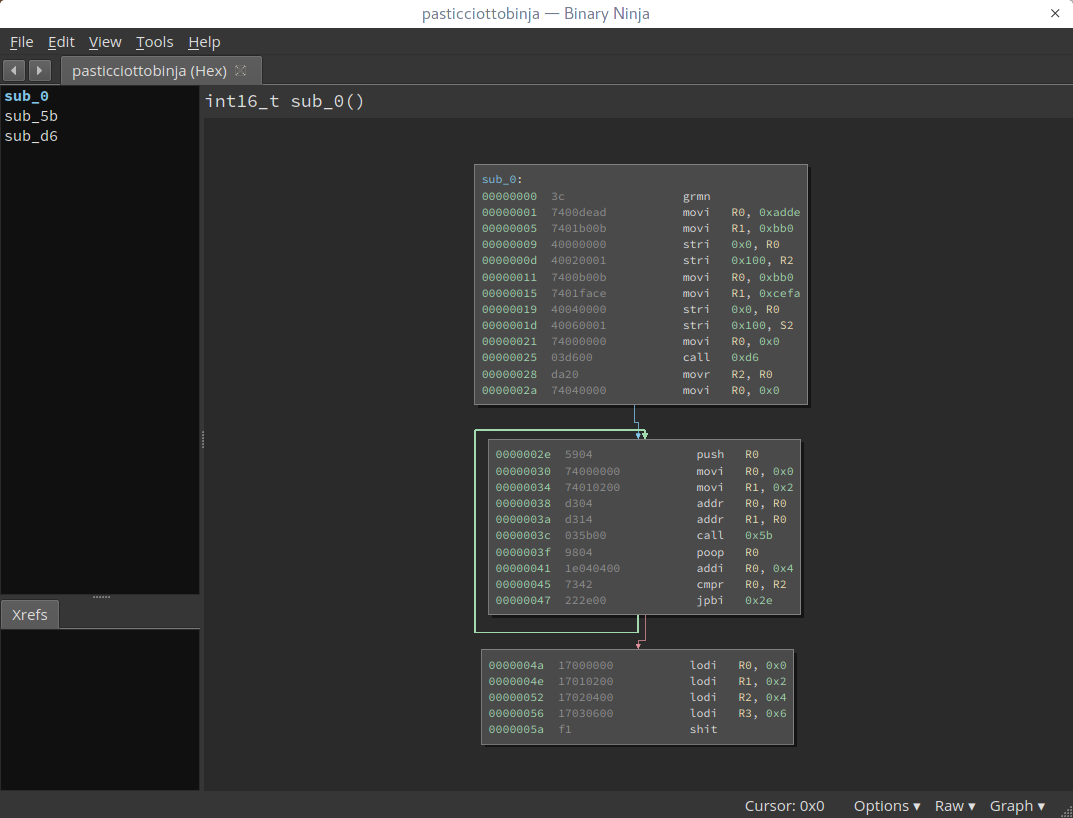 pasticciottobinja — Binary Ninja ×
File Edit View Tools Help
pasticciottobinja (Hex)
sub_0
sub_5b
sub_d6
int16_t sub_0()
sub_0:
00000000 3c grmn
00000001 7400dead movi R0, 0xadde
00000005 7401b00b movi R1, 0xbb0
00000009 40000000 stri 0x0, R0
0000000d 40020001 stri 0x100, R2
00000011 7400b00b movi R0, 0xbb0
00000015 7401face movi R1, 0xcefa
00000019 40040000 stri 0x0, R0
0000001d 40060001 stri 0x100, S2
00000021 74000000 movi R0, 0x0
00000025 03d600 call 0xd6
00000028 da20 movr R2, R0
0000002a 74040000 movi R0, 0x0
0000002e 5904 push R0
00000030 74000000 movi R0, 0x0
00000034 74010200 movi R1, 0x2
00000038 d304 addr R0, R0
0000003a d314 addr R1, R0
0000003c 035b00 call 0x5b
0000003f 9804 poop R0
00000041 1e040400 addi R0, 0x4
00000045 7342 cmpr R0, R2
00000047 222e00 jpbi 0x2e
0000004a 17000000 lodi R0, 0x0
0000004e 17010200 lodi R1, 0x2
00000052 17020400 lodi R2, 0x4
00000056 17030600 lodi R3, 0x6
0000005a f1 shit
Xrefs
Cursor: 0x0 Options ▾ Raw ▾ Graph ▾